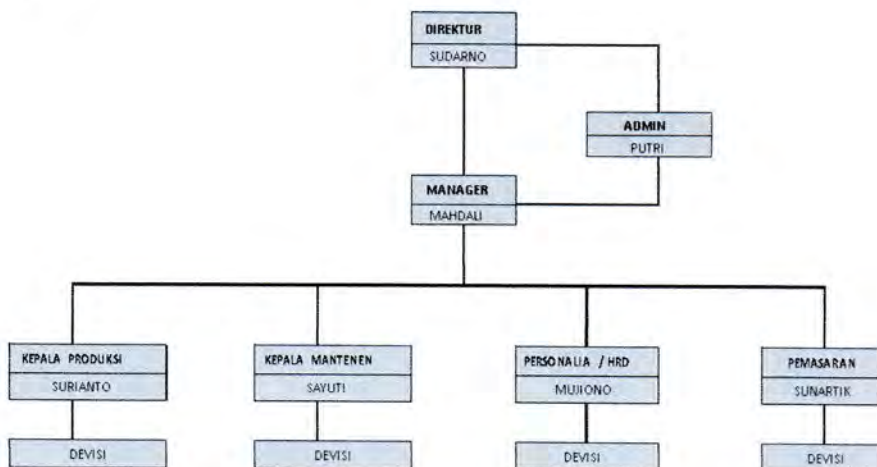 DIREKTUR
SUDARNO
ADMIN
PUTRI
MANAGER
MAHDALI
KEPALA PRODUKSI
SURIANTO
KEPALA MANTENEN
SAYUTI
PERSONALIA / HRD
MUJIONO
PEMASARAN
SUNARTIK
DEVISI
DEVISI
DEVISI
DEVISI